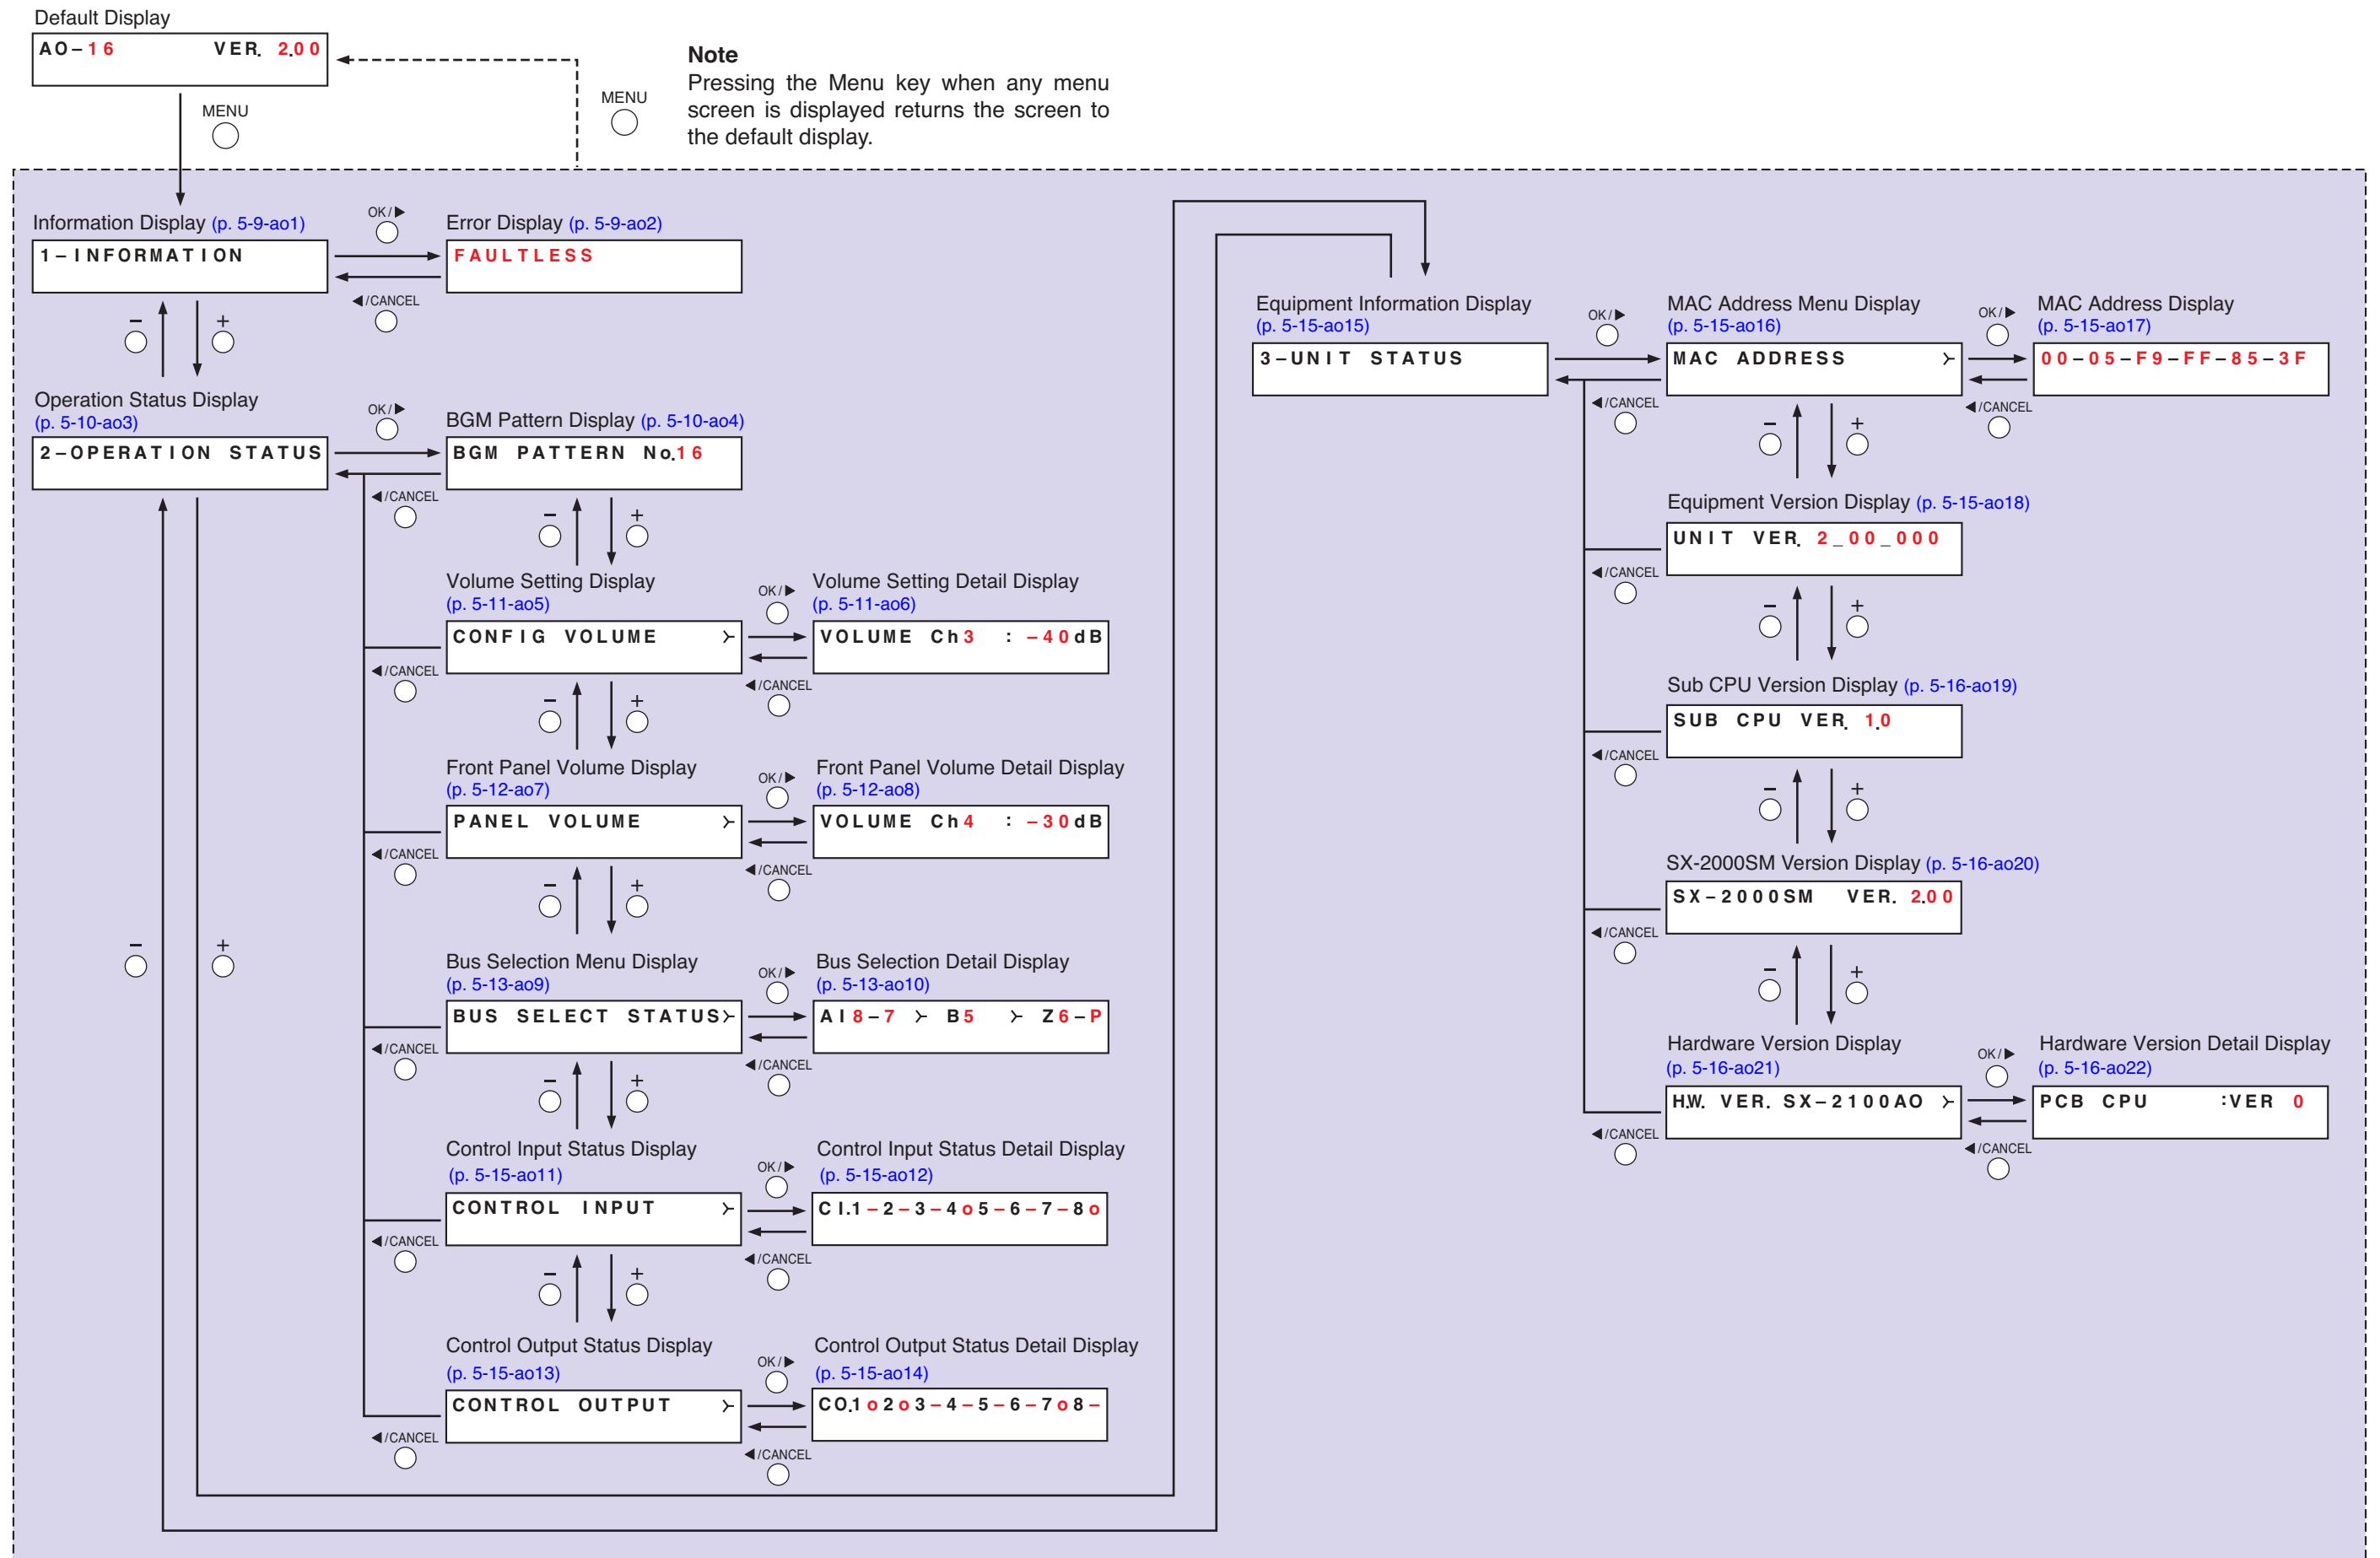 Default Display
AO-16 VER. 2.00
MENU
MENU
Note
Pressing the Menu key when any menu
screen is displayed returns the screen to
the default display.
Information Display (p. 5-9-ao1)
1-INFORMATION
OK/▶
◀/CANCEL
Error Display (p. 5-9-ao2)
FAULTLESS
− +
Operation Status Display
(p. 5-10-ao3)
2-OPERATION STATUS
OK/▶
◀/CANCEL
BGM Pattern Display (p. 5-10-ao4)
BGM PATTERN No.16
− +
Volume Setting Display
(p. 5-11-ao5)
CONFIG VOLUME >
◀/CANCEL
OK/▶
◀/CANCEL
Volume Setting Detail Display
(p. 5-11-ao6)
VOLUME Ch3 : -40dB
− +
Front Panel Volume Display
(p. 5-12-ao7)
PANEL VOLUME >
◀/CANCEL
OK/▶
◀/CANCEL
Front Panel Volume Detail Display
(p. 5-12-ao8)
VOLUME Ch4 : -30dB
− +
− +
Bus Selection Menu Display
(p. 5-13-ao9)
BUS SELECT STATUS>
◀/CANCEL
OK/▶
◀/CANCEL
Bus Selection Detail Display
(p. 5-13-ao10)
AI8-7 > B5 > Z6-P
− +
Control Input Status Display
(p. 5-15-ao11)
CONTROL INPUT >
◀/CANCEL
OK/▶
◀/CANCEL
Control Input Status Detail Display
(p. 5-15-ao12)
CI.1-2-3-4o5-6-7-8o
− +
Control Output Status Display
(p. 5-15-ao13)
CONTROL OUTPUT >
◀/CANCEL
OK/▶
◀/CANCEL
Control Output Status Detail Display
(p. 5-15-ao14)
CO.1o2o3-4-5-6-7o8-
Equipment Information Display
(p. 5-15-ao15)
3-UNIT STATUS
OK/▶
◀/CANCEL
MAC Address Menu Display
(p. 5-15-ao16)
MAC ADDRESS >
OK/▶
◀/CANCEL
MAC Address Display
(p. 5-15-ao17)
00-05-F9-FF-85-3F
− +
Equipment Version Display (p. 5-15-ao18)
UNIT VER. 2_00_000
◀/CANCEL
− +
Sub CPU Version Display (p. 5-16-ao19)
SUB CPU VER. 1.0
◀/CANCEL
− +
SX-2000SM Version Display (p. 5-16-ao20)
SX-2000SM VER. 2.00
◀/CANCEL
− +
Hardware Version Display
(p. 5-16-ao21)
H.W. VER. SX-2100AO >
◀/CANCEL
OK/▶
◀/CANCEL
Hardware Version Detail Display
(p. 5-16-ao22)
PCB CPU :VER 0